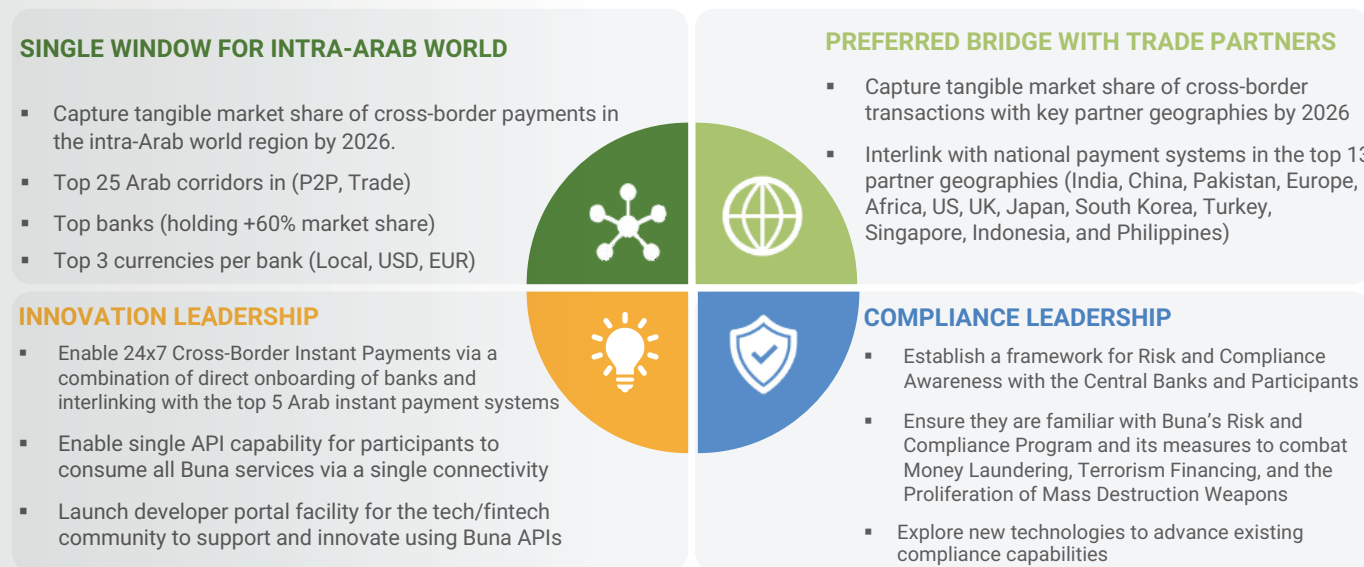 SINGLE WINDOW FOR INTRA-ARAB WORLD
▪ Capture tangible market share of cross-border payments in
the intra-Arab world region by 2026.
▪ Top 25 Arab corridors in (P2P, Trade)
▪ Top banks (holding +60% market share)
▪ Top 3 currencies per bank (Local, USD, EUR)
PREFERRED BRIDGE WITH TRADE PARTNERS
▪ Capture tangible market share of cross-border
transactions with key partner geographies by 2026
▪ Interlink with national payment systems in the top 13
partner geographies (India, China, Pakistan, Europe,
Africa, US, UK, Japan, South Korea, Turkey,
Singapore, Indonesia, and Philippines)
INNOVATION LEADERSHIP
▪ Enable 24x7 Cross-Border Instant Payments via a
combination of direct onboarding of banks and
interlinking with the top 5 Arab instant payment systems
▪ Enable single API capability for participants to
consume all Buna services via a single connectivity
▪ Launch developer portal facility for the tech/fintech
community to support and innovate using Buna APIs
COMPLIANCE LEADERSHIP
▪ Establish a framework for Risk and Compliance
Awareness with the Central Banks and Participants
▪ Ensure they are familiar with Buna’s Risk and
Compliance Program and its measures to combat
Money Laundering, Terrorism Financing, and the
Proliferation of Mass Destruction Weapons
▪ Explore new technologies to advance existing
compliance capabilities